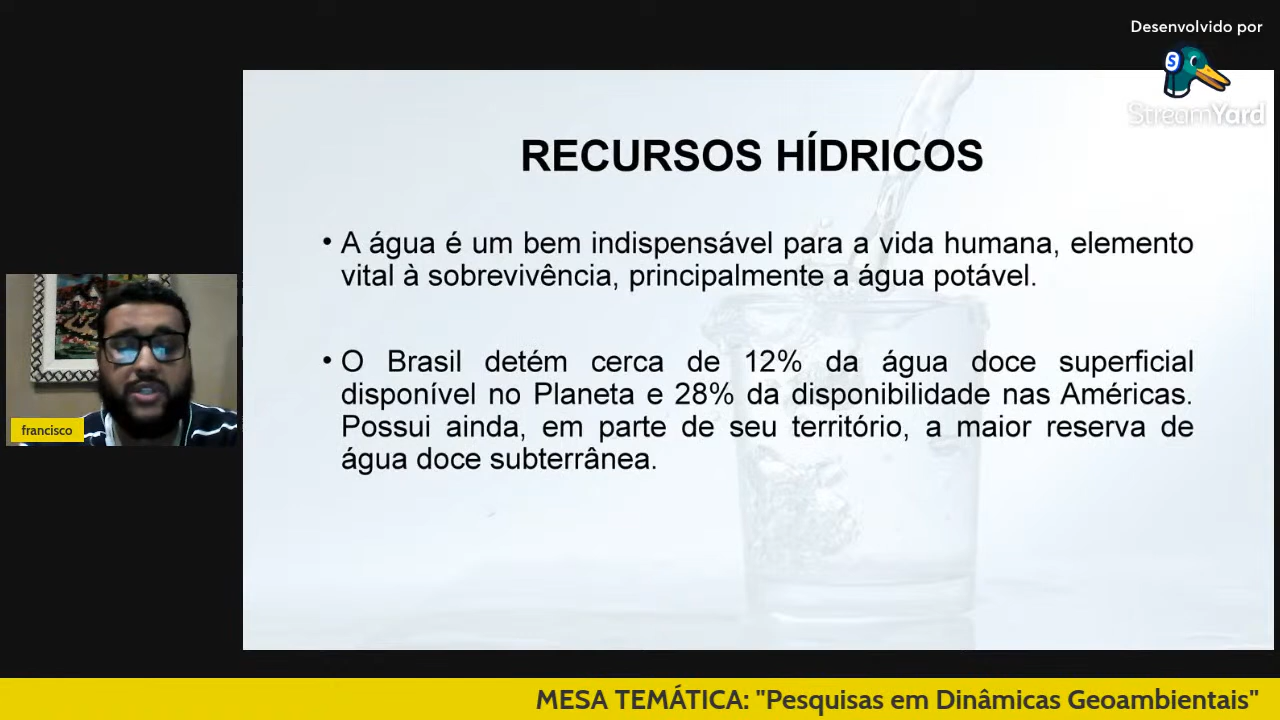 Desenvolvido por
StreamYard
RECURSOS HÍDRICOS
• A água é um bem indispensável para a vida humana, elemento
vital à sobrevivência, principalmente a água potável.
• O Brasil detém cerca de 12% da água doce superficial
disponível no Planeta e 28% da disponibilidade nas Américas.
Possui ainda, em parte de seu território, a maior reserva de
água doce subterrânea.
francisco
MESA TEMÁTICA: "Pesquisas em Dinâmicas Geoambientais"